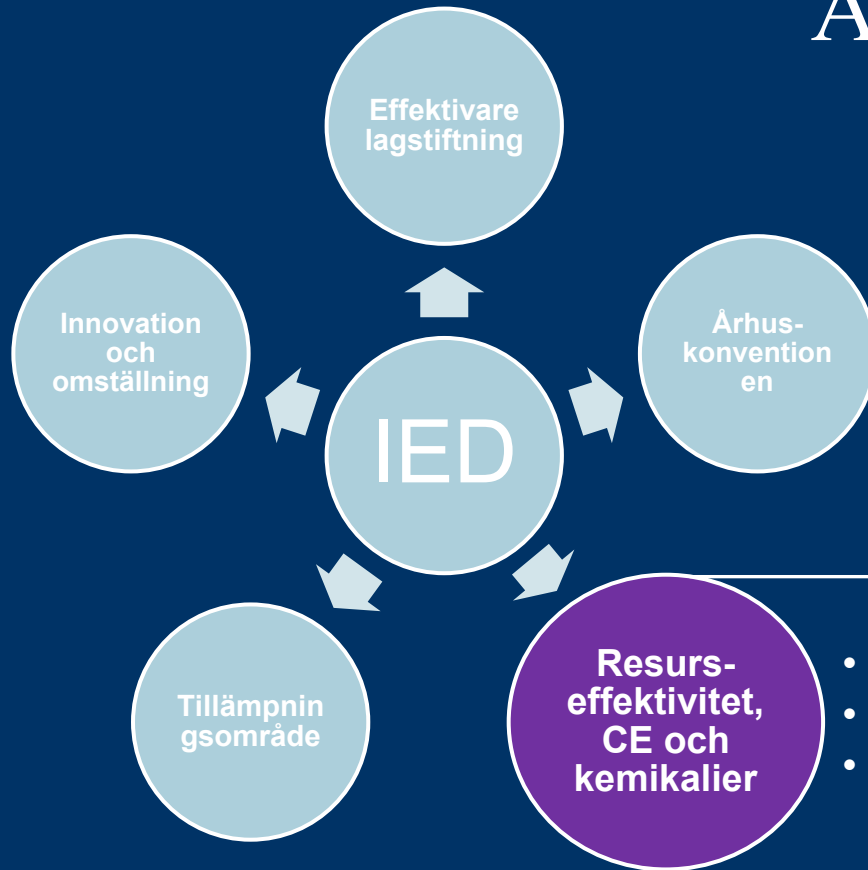 Effektivare
lagstiftning
Innovation
och
omställning
Århus-
konvention
en
IED
Tillämpnin
gsområde
Resurs-
effektivitet,
CE och
kemikalier
•
•
•